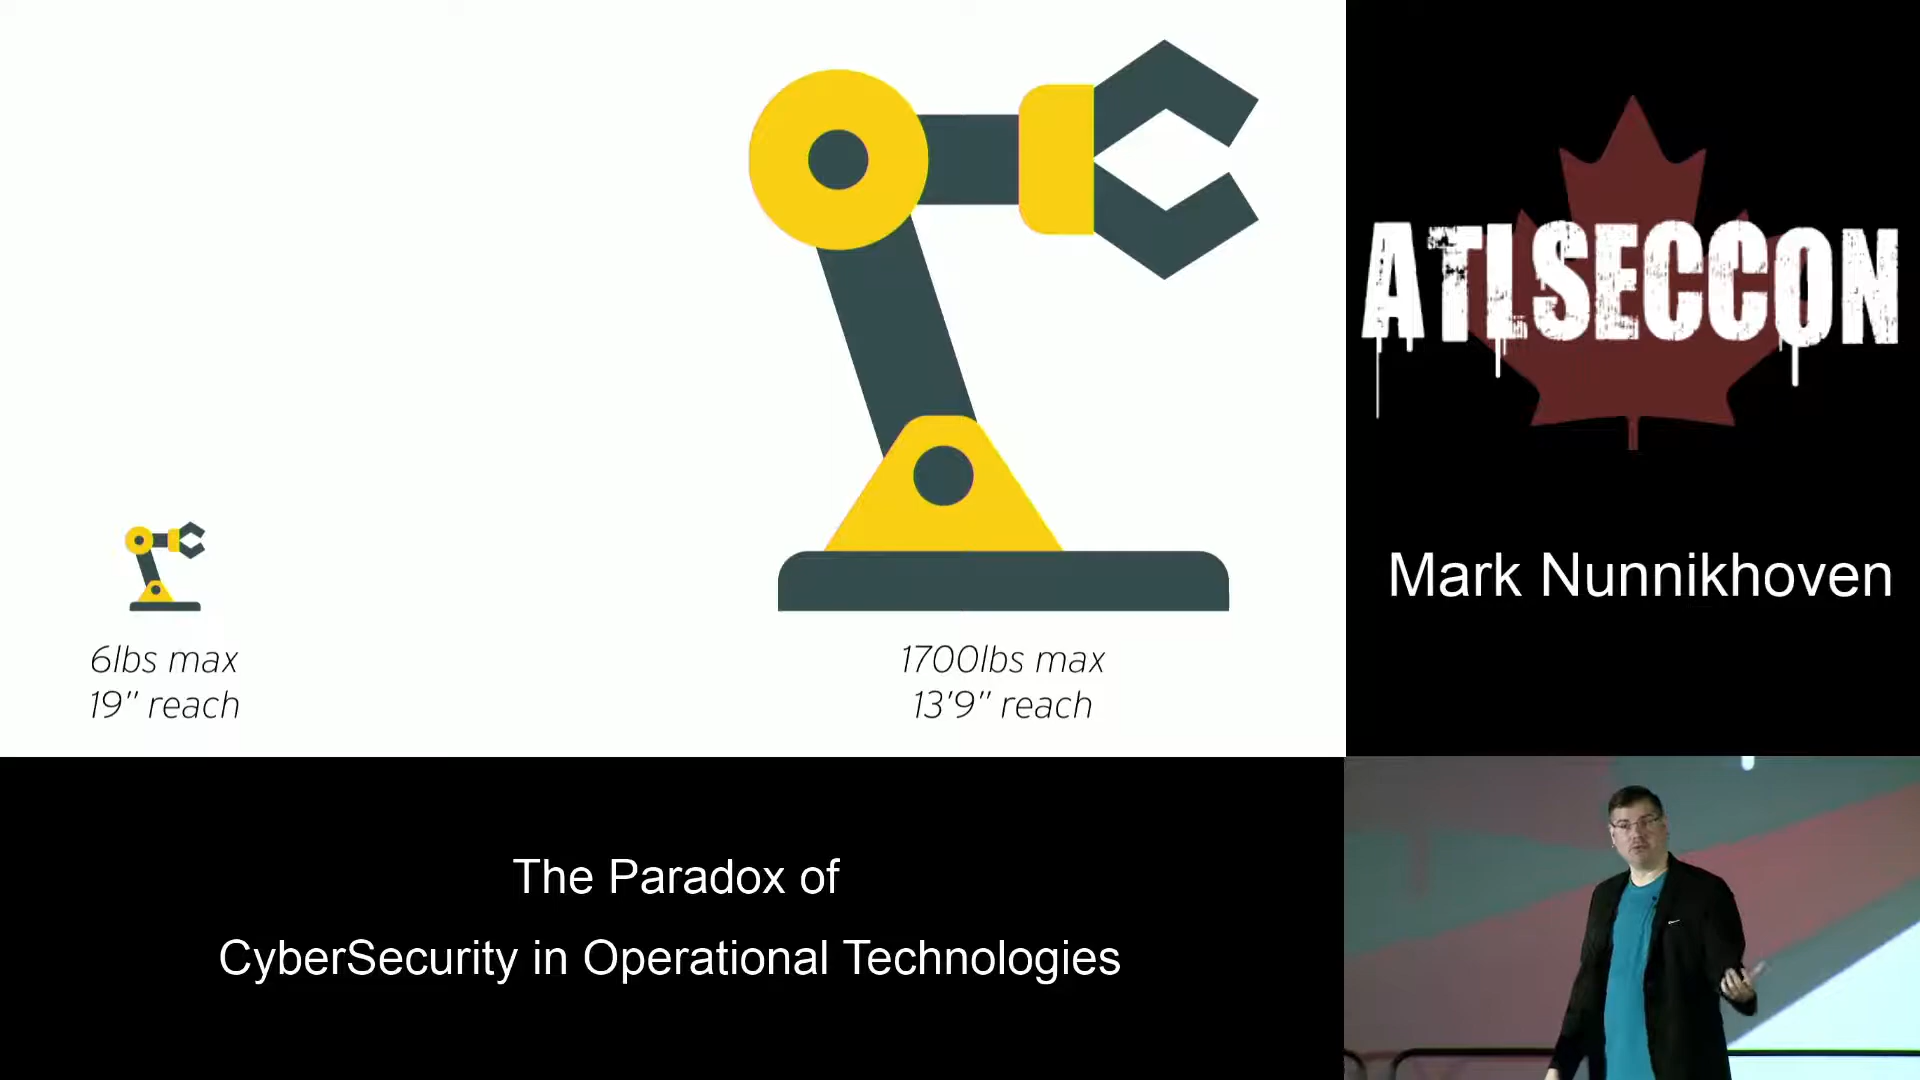 6lbs max
19" reach
1700lbs max
13'9" reach
ATLSECCON
Mark Nunnikhoven
The Paradox of
CyberSecurity in Operational Technologies